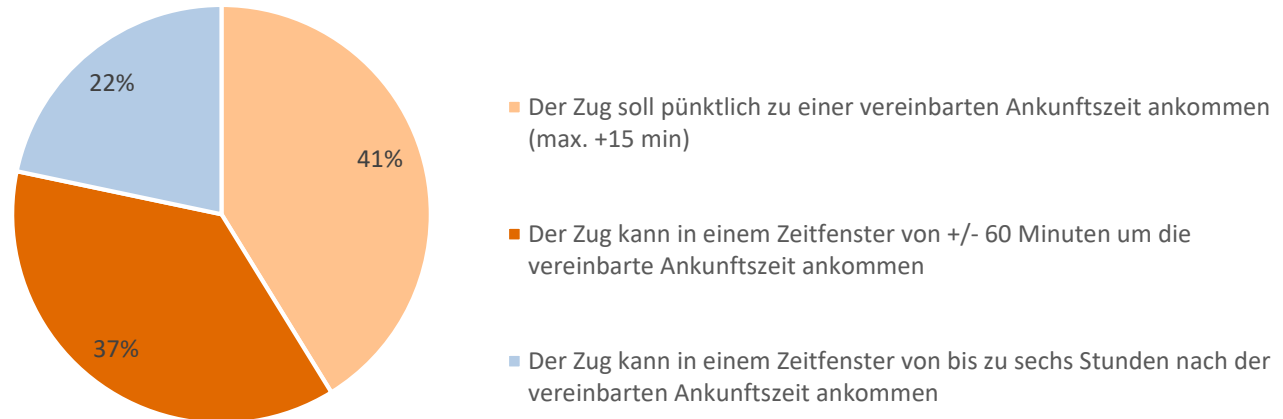 22%
41%
37%
Der Zug soll pünktlich zu einer vereinbarten Ankunftszeit ankommen
(max. +15 min)
Der Zug kann in einem Zeitfenster von +/- 60 Minuten um die
vereinbarte Ankunftszeit ankommen
Der Zug kann in einem Zeitfenster von bis zu sechs Stunden nach der
vereinbarten Ankunftszeit ankommen